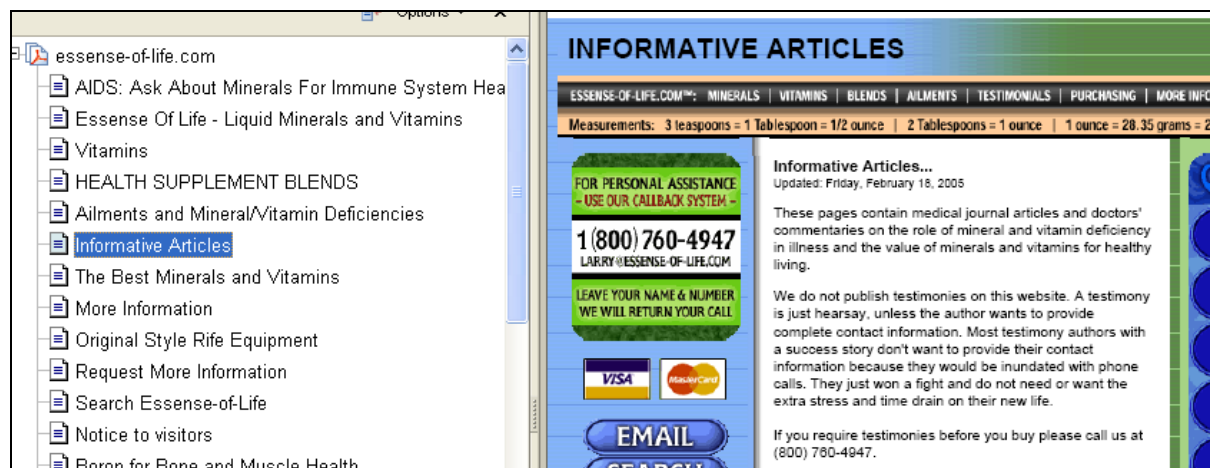 Options
essense-of-life.com
AIDS: Ask About Minerals For Immune System Hea
Essense Of Life - Liquid Minerals and Vitamins
Vitamins
HEALTH SUPPLEMENT BLENDS
Ailments and Mineral/Vitamin Deficiencies
Informative Articles
The Best Minerals and Vitamins
More Information
Original Style Rife Equipment
Request More Information
Search Essense-of-Life
Notice to visitors
Boron for Bone and Muscle Health
INFORMATIVE ARTICLES
ESSENSE-OF-LIFE.COM™: MINERALS | VITAMINS | BLENDS | AILMENTS | TESTIMONIALS | PURCHASING | MORE INFO
Measurements: 3 teaspoons = 1 Tablespoon = 1/2 ounce | 2 Tablespoons = 1 ounce | 1 ounce = 28.35 grams = 2
FOR PERSONAL ASSISTANCE
- USE OUR CALLBACK SYSTEM -
1(800)760-4947
LARRY@ESSENSE-OF-LIFE.COM
LEAVE YOUR NAME & NUMBER
WE WILL RETURN YOUR CALL
VISA
MasterCard
EMAIL
SEARCH
Informative Articles...
Updated: Friday, February 18, 2005
These pages contain medical journal articles and doctors'
commentaries on the role of mineral and vitamin deficiency
in illness and the value of minerals and vitamins for healthy
living.
We do not publish testimonies on this website. A testimony
is just hearsay, unless the author wants to provide
complete contact information. Most testimony authors with
a success story don't want to provide their contact
information because they would be inundated with phone
calls. They just won a fight and do not need or want the
extra stress and time drain on their new life.
If you require testimonies before you buy please call us at
(800) 760-4947.